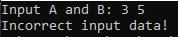 Input A and B: 3 5
Incorrect input data!